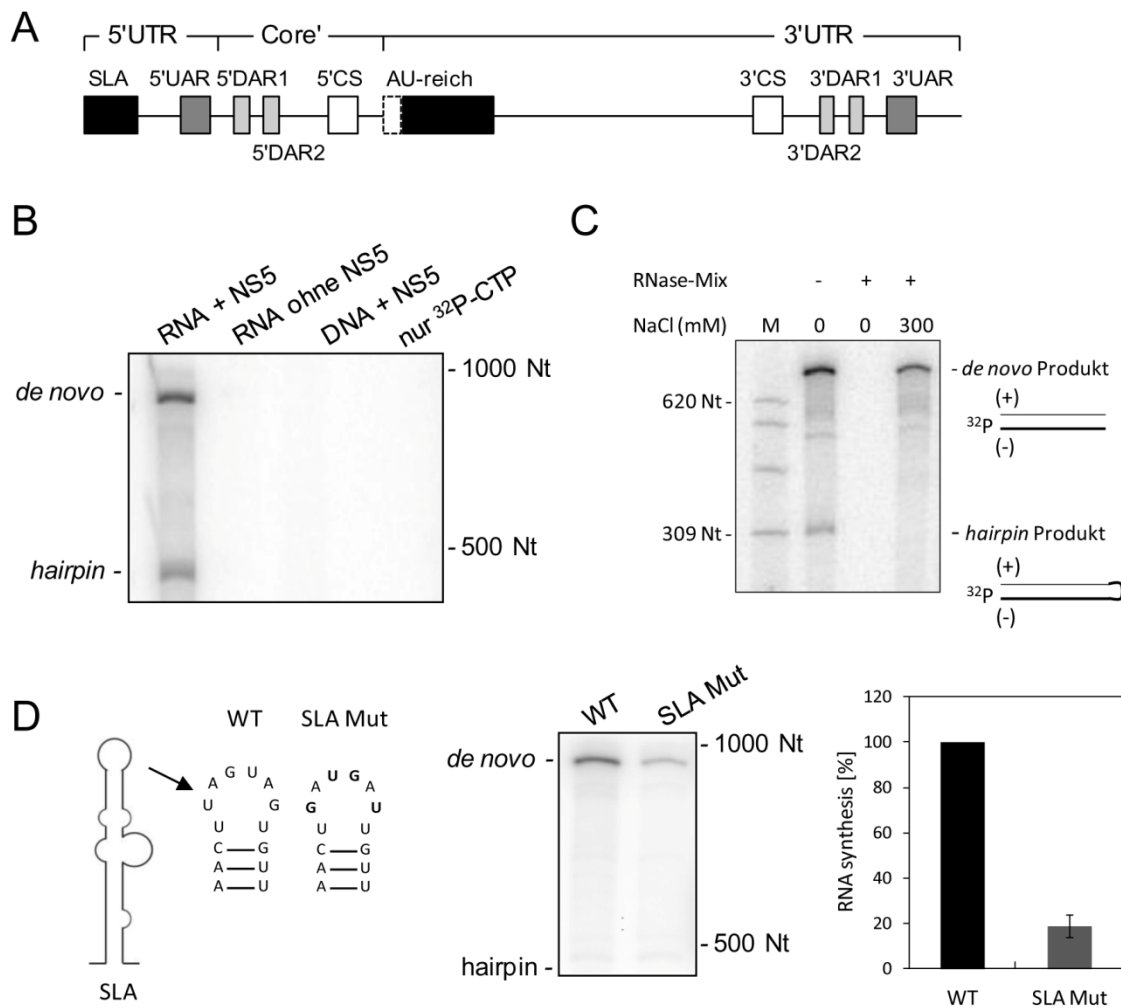 A
5'UTR Core' 3'UTR
SLA 5'UAR 5'DAR1 5'CS AU-reich 3'CS 3'DAR1 3'UAR
5'DAR2 3'DAR2
B
RNA + NS5
RNA ohne NS5
DNA + NS5
nur ³²P-CTP
- 1000 Nt
de novo -
- 500 Nt
hairpin -
C
RNase-Mix - + +
NaCl (mM) M 0 0 300
- de novo Produkt
620 Nt -
(+)
³²P
(-)
309 Nt - - hairpin Produkt
(+)
³²P
(-)
D
WT SLA Mut
A G U A
U G
U U
C G
A U
A U
A U G A
G U
U U
C G
A U
A U
SLA
WT
SLA Mut
- 1000 Nt
de novo -
- 500 Nt
hairpin -
RNA synthesis [%]
120
100
80
60
40
20
0
WT SLA Mut